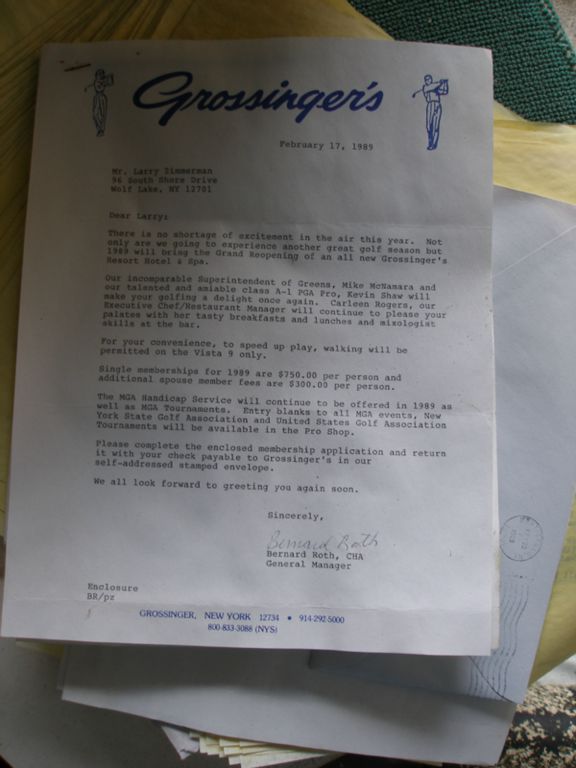 Grossinger's
February 17, 1989
Mr. Larry Zimmerman
96 South Shore Drive
Wolf Lake, NY 12701
Dear Larry:
There is no shortage of excitement in the air this year. Not
only are we going to experience another great golf season but
1989 will bring the Grand Reopening of an all new Grossinger's
Resort Hotel & Spa.
Our incomparable Superintendent of Greens, Mike McNamara and
our talented and amiable class A-1 PGA Pro, Kevin Shaw will
make your golfing a delight once again. Carleen Rogers, our
Executive Chef/Restaurant Manager will continue to please your
palates with her tasty breakfasts and lunches and mixologist
skills at the bar.
For your convenience, to speed up play, walking will be
permitted on the Vista 9 only.
Single memberships for 1989 are $750.00 per person and
additional spouse member fees are $300.00 per person.
The MGA Handicap Service will continue to be offered in 1989 as
well as MGA Tournaments. Entry blanks to all MGA events, New
York State Golf Association and United States Golf Association
Tournaments will be available in the Pro Shop.
Please complete the enclosed membership application and return
it with your check payable to Grossinger's in our
self-addressed stamped envelope.
We all look forward to greeting you again soon.
Sincerely,
Bernard Roth
Bernard Roth, CHA
General Manager
Enclosure
BR/pz
GROSSINGER, NEW YORK 12734 • 914-292-5000
800-833-3088 (NYS)